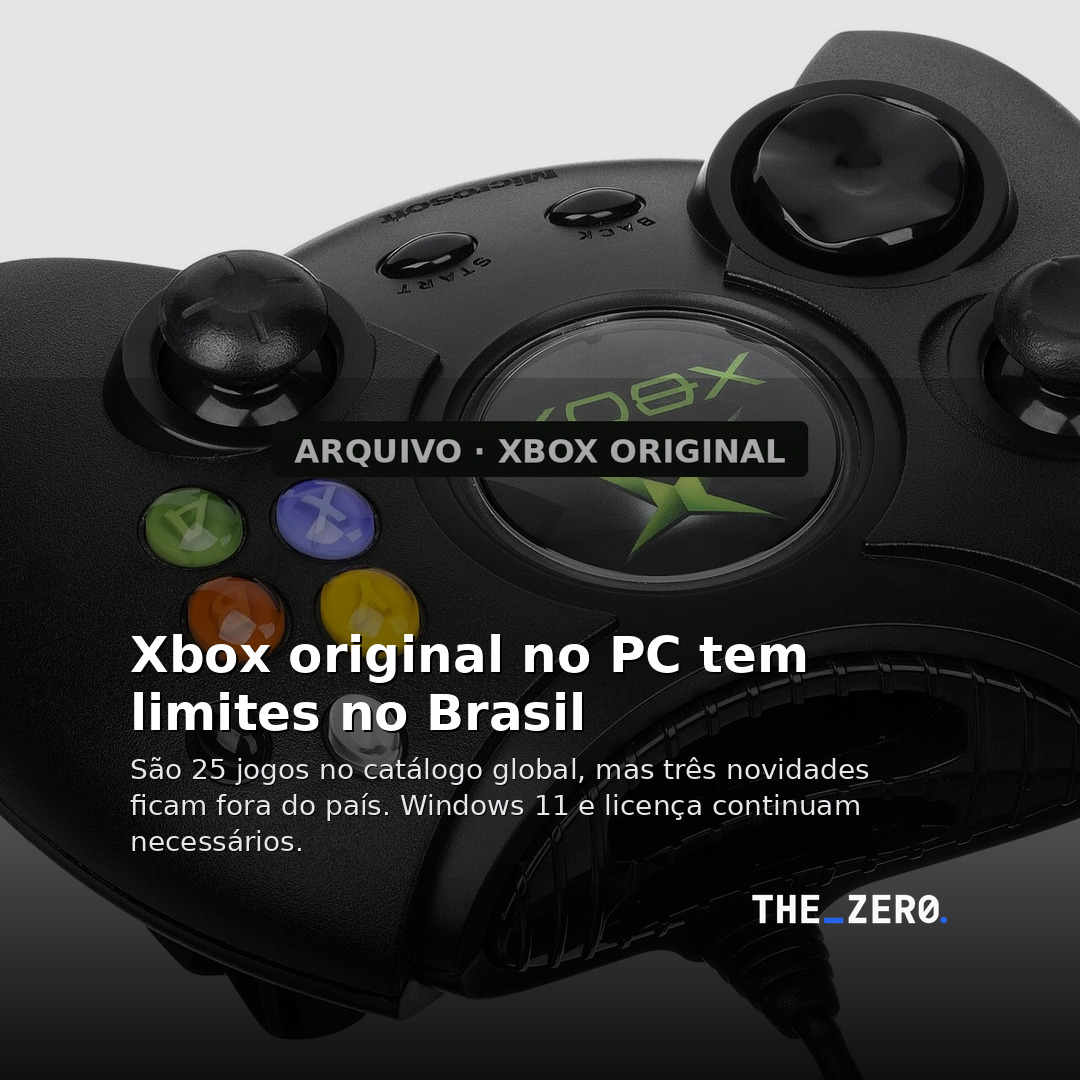 Microsoft
BACK
START
XBOX
ARQUIVO · XBOX ORIGINAL
X
Xbox original no PC tem
limites no Brasil
São 25 jogos no catálogo global, mas três novidades
ficam fora do país. Windows 11 e licença continuam
necessários.
THE_ZERO.